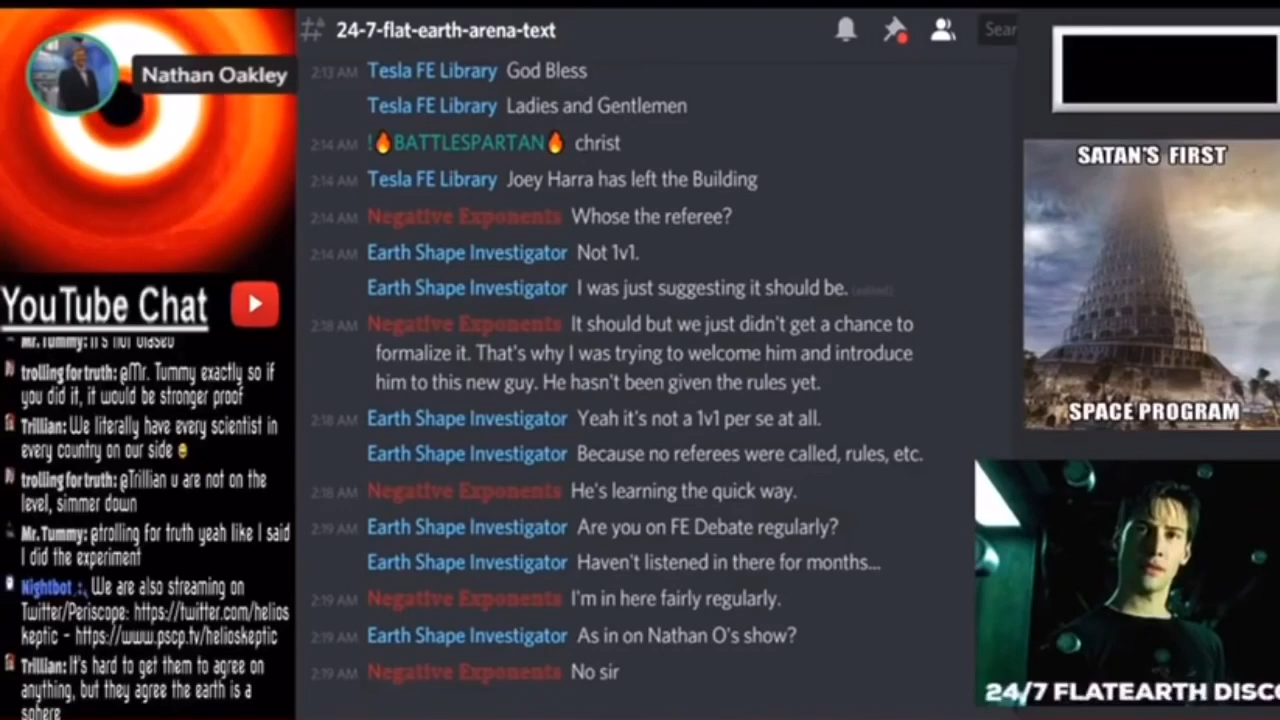 24-7-flat-earth-arena-text
Sear
Nathan Oakley
2:13 AM Tesla FE Library God Bless
Tesla FE Library Ladies and Gentlemen
2:14 AM !🔥BATTLESPARTAN🔥 christ
2:14 AM Tesla FE Library Joey Harra has left the Building
2:14 AM Negative Exponents Whose the referee?
2:14 AM Earth Shape Investigator Not 1v1.
Earth Shape Investigator I was just suggesting it should be. (edited)
2:18 AM Negative Exponents It should but we just didn't get a chance to
formalize it. That's why I was trying to welcome him and introduce
him to this new guy. He hasn't been given the rules yet.
2:18 AM Earth Shape Investigator Yeah it's not a 1v1 per se at all.
Earth Shape Investigator Because no referees were called, rules, etc.
2:18 AM Negative Exponents He's learning the quick way.
2:19 AM Earth Shape Investigator Are you on FE Debate regularly?
Earth Shape Investigator Haven't listened in there for months...
2:19 AM Negative Exponents I'm in here fairly regularly.
2:19 AM Earth Shape Investigator As in on Nathan O's show?
2:19 AM Negative Exponents No sir
YouTube Chat
Mr. Tummy: it's not biased
trolling for truth: @Mr. Tummy exactly so if
you did it, it would be stronger proof
Trillian: We literally have every scientist in
every country on our side
trolling for truth: @Trillian u are not on the
level, simmer down
Mr. Tummy: @trolling for truth yeah like I said
I did the experiment
Nightbot: We are also streaming on
Twitter/Periscope: https://twitter.com/helios
keptic - https://www.pscp.tv/helioskeptic
Trillian: It's hard to get them to agree on
anything, but they agree the earth is a
sphere
SATAN'S FIRST
SPACE PROGRAM
24/7 FLATEARTH DISCO